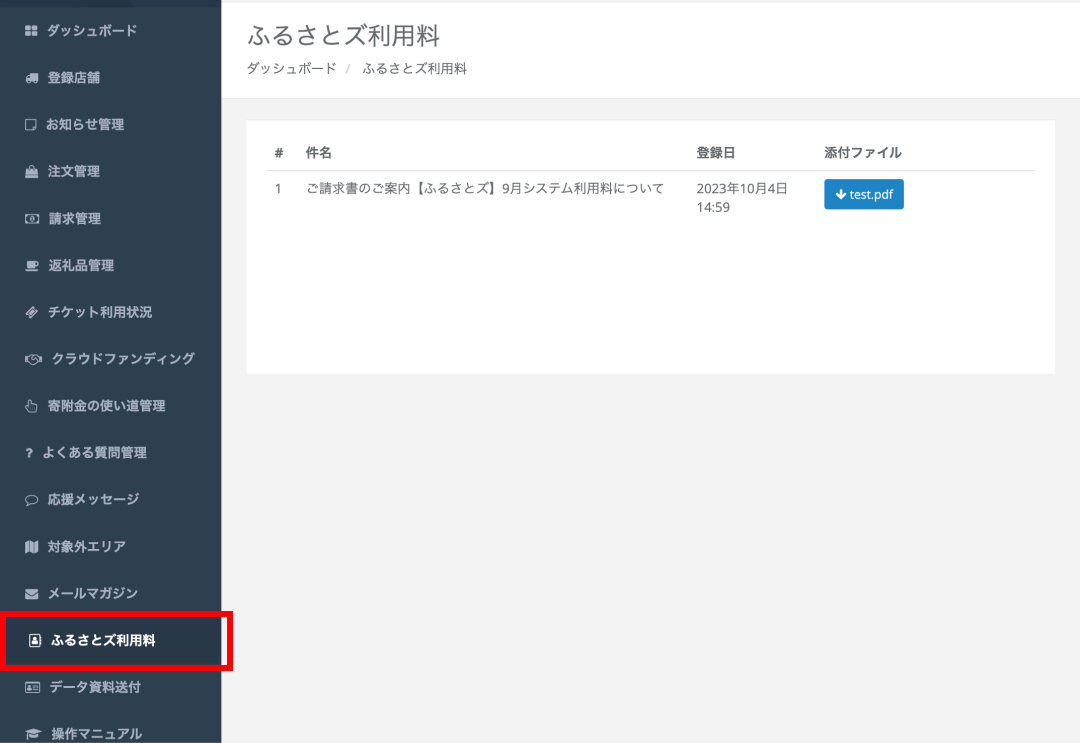 ダッシュボード
登録店舗
お知らせ管理
注文管理
請求管理
返礼品管理
チケット利用状況
クラウドファンディング
寄附金の使い道管理
? よくある質問管理
応援メッセージ
対象外エリア
メールマガジン
ふるさとズ利用料
データ資料送付
操作マニュアル
ふるさとズ利用料
ダッシュボード / ふるさとズ利用料
# 件名 登録日 添付ファイル
1 ご請求書のご案内【ふるさとズ】9月システム利用料について 2023年10月4日 test.pdf
14:59